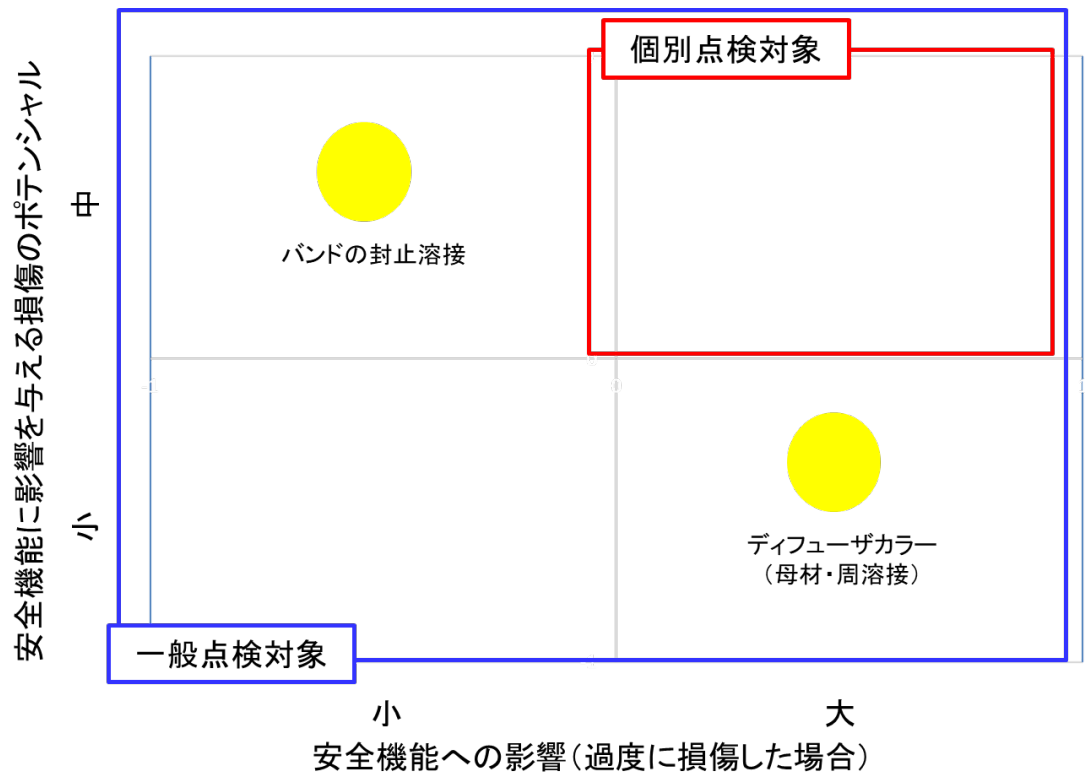 個別点検対象
安全機能に影響を与える損傷のポテンシャル
中
バンドの封止溶接
小
ディフューザカラー
（母材・周溶接）
一般点検対象
小
大
安全機能への影響（過度に損傷した場合）